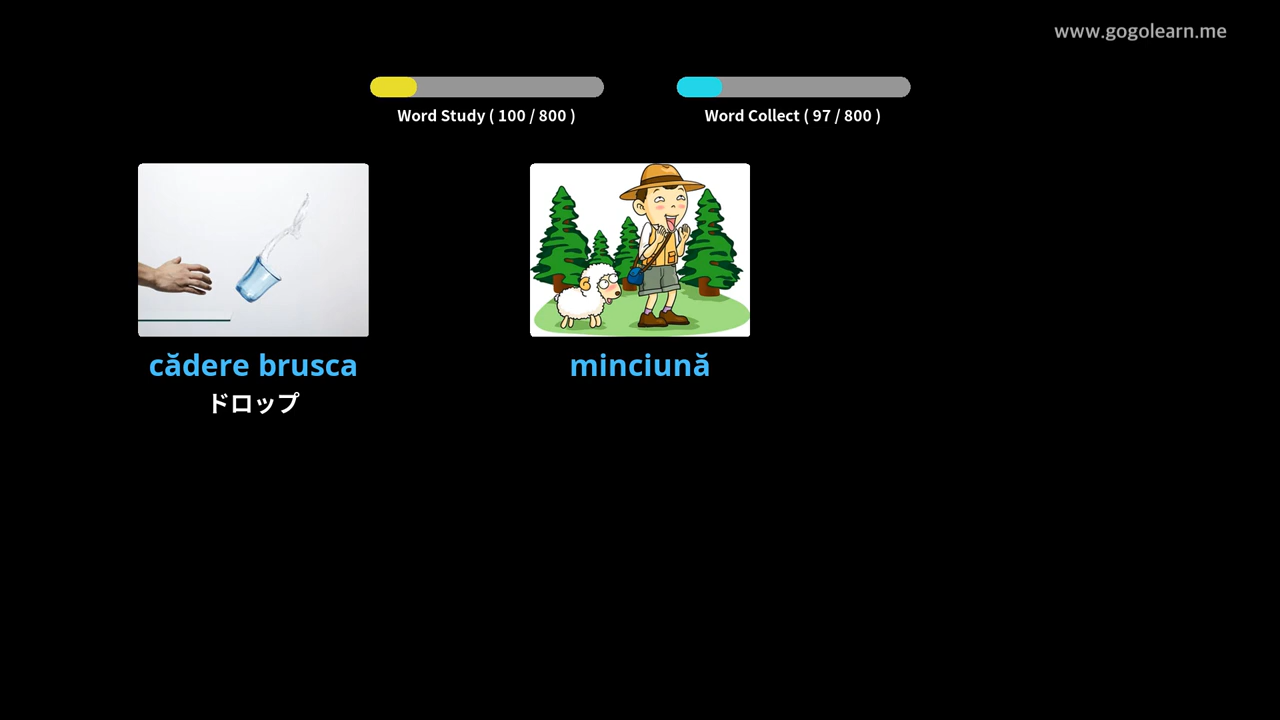 www.gogolearn.me
Word Study ( 100 / 800 )
Word Collect ( 97 / 800 )
cădere brusca
minciună
ドロップ